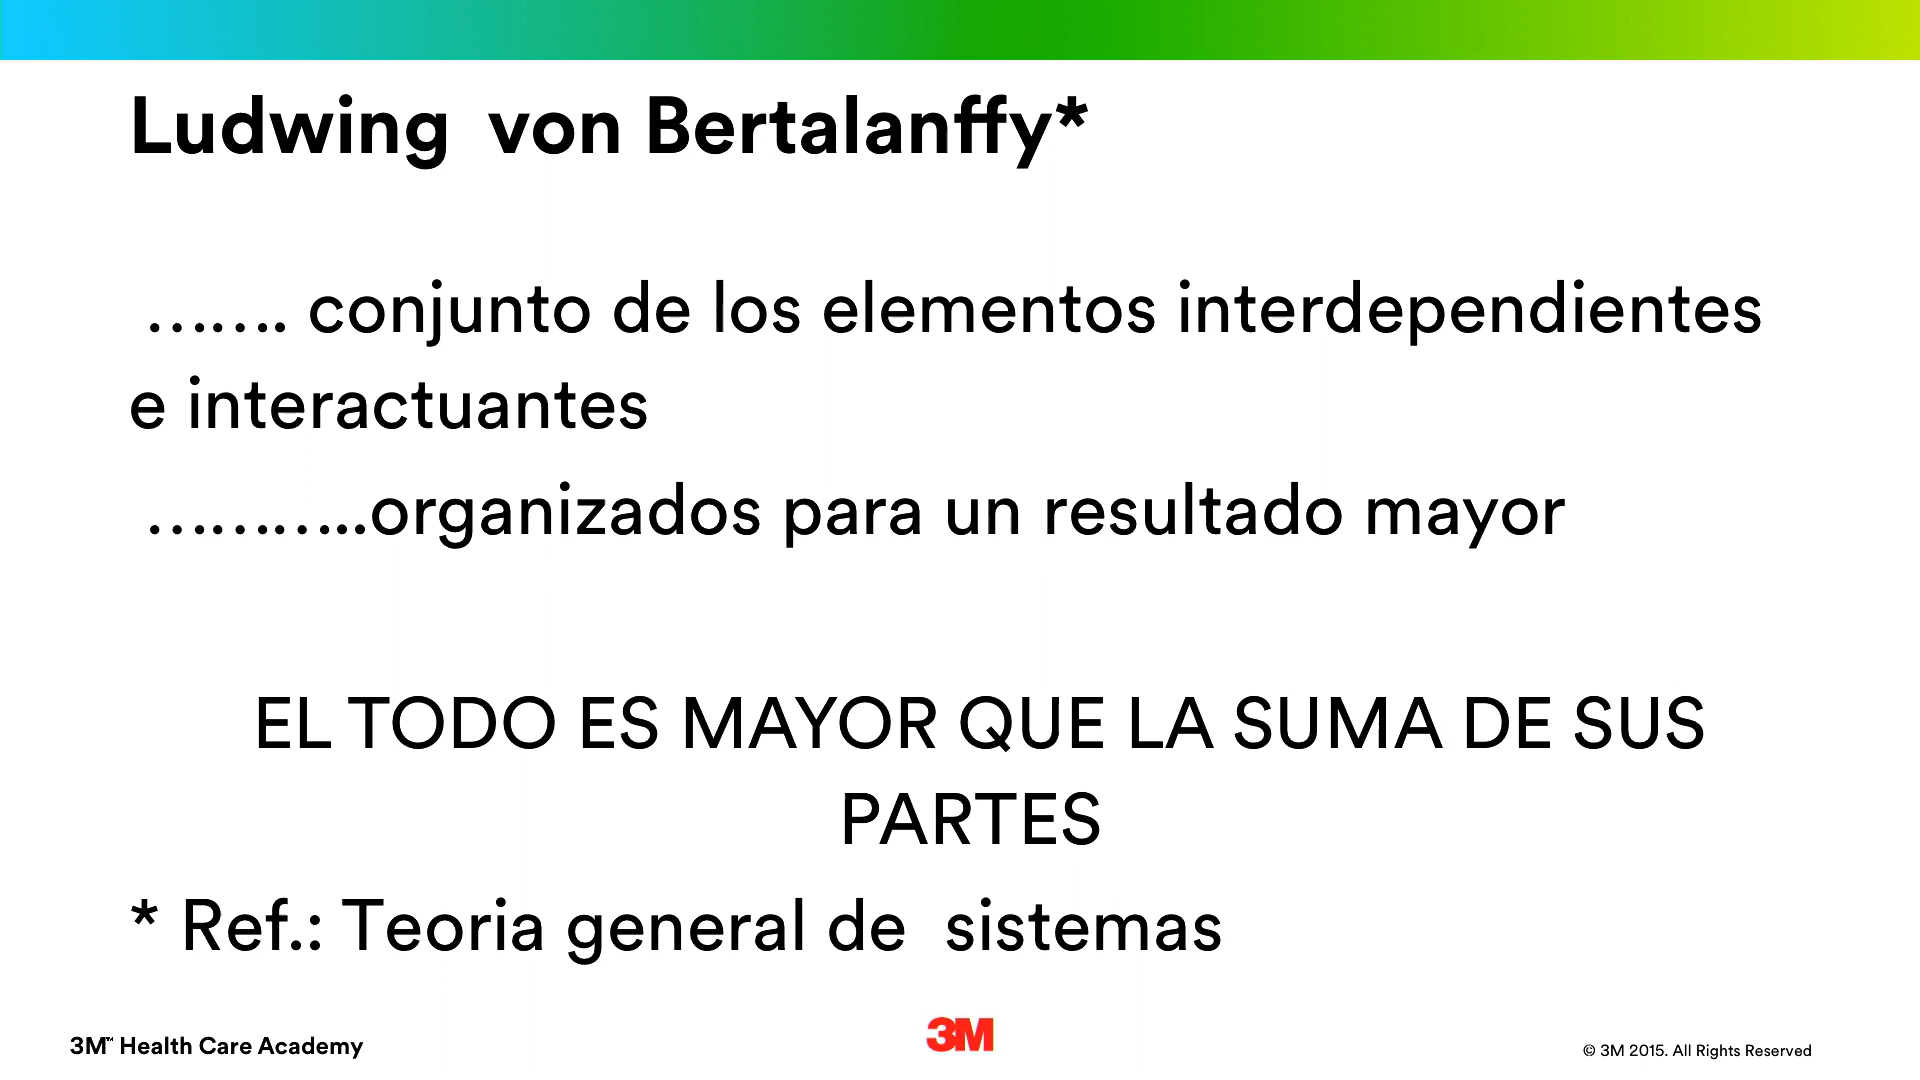 Ludwing  von Bertalanffy*
……. conjunto de los elementos interdependientes
e interactuantes
………...organizados para un resultado mayor
EL TODO ES MAYOR QUE LA SUMA DE SUS
PARTES
* Ref.: Teoria general de  sistemas
3M™ Health Care Academy
3M
© 3M 2015. All Rights Reserved